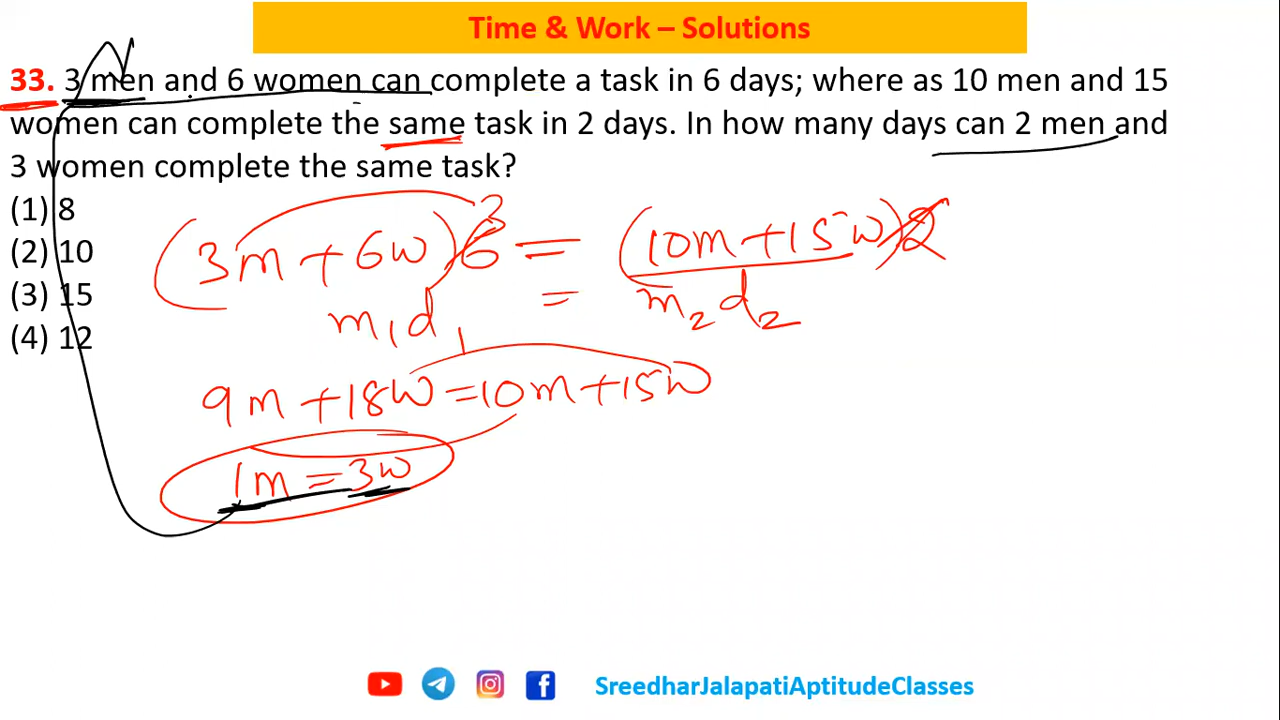 Time & Work – Solutions
33. 3 men and 6 women can complete a task in 6 days; where as 10 men and 15
women can complete the same task in 2 days. In how many days can 2 men and
3 women complete the same task?
(1) 8
(2) 10
(3) 15
(4) 12
(3m + 6w) 6 3 = (10m + 15w) 2
m1d1 = m2d2
9m + 18w = 10m + 15w
1m = 3w
SreedharJalapatiAptitudeClasses